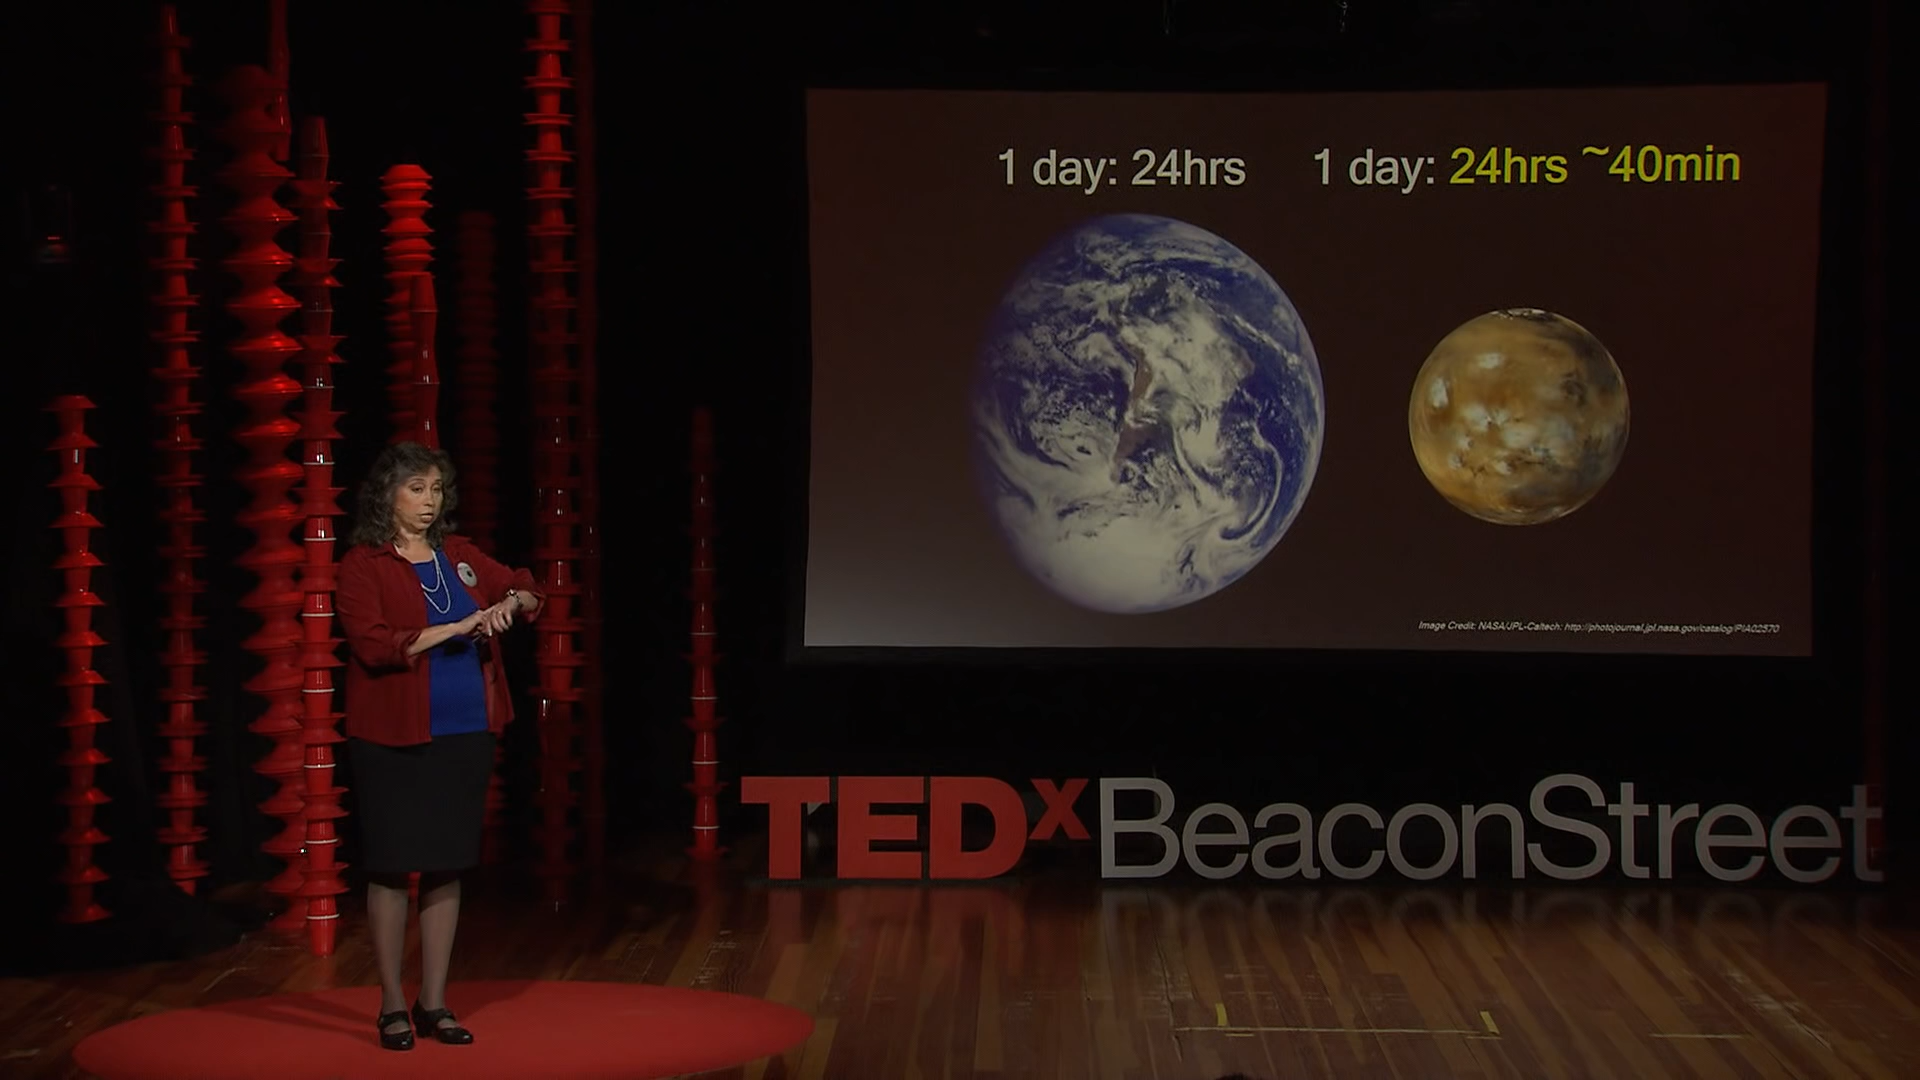 1 day: 24hrs
1 day: 24hrs ~40min
Image Credit: NASA/JPL-Caltech: http://photojournal.jpl.nasa.gov/catalog/PIA02570
TEDxBeaconStreet